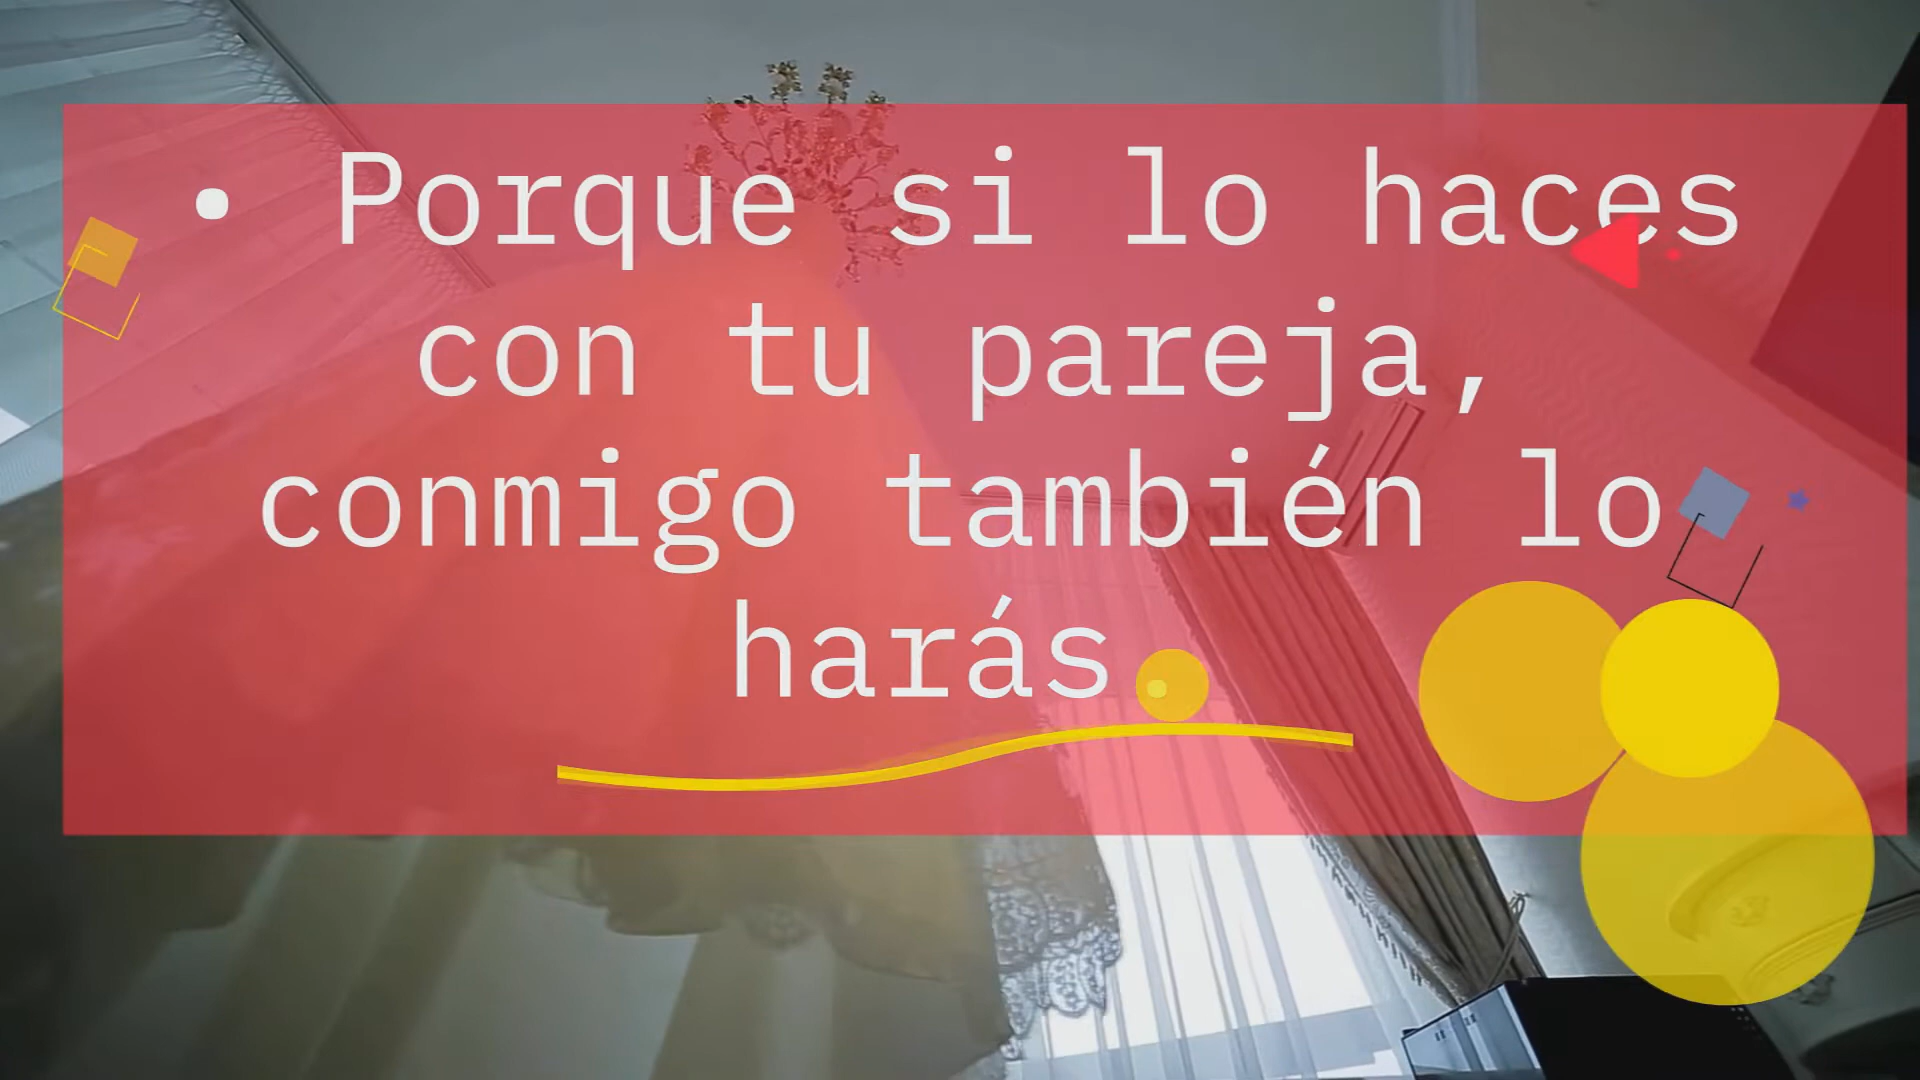 • Porque si lo haces
con tu pareja,
conmigo también lo
harás.